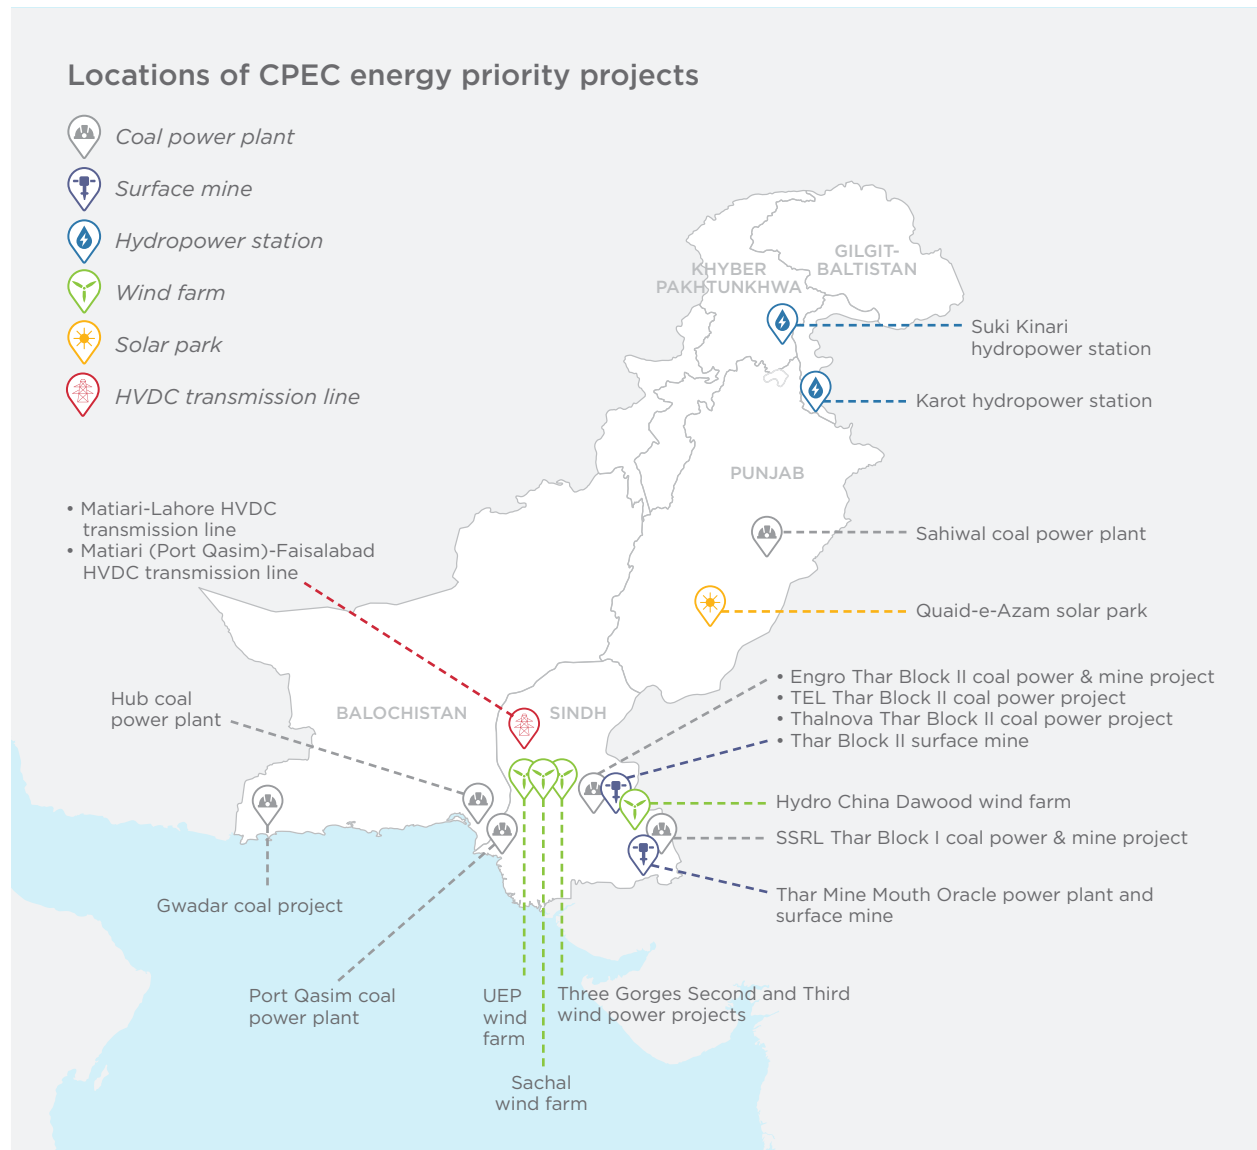 Locations of CPEC energy priority projects
Coal power plant
Surface mine
Hydropower station
Wind farm
Solar park
HVDC transmission line
GILGIT-
BALTISTAN
KHYBER
PAKHTUNKHWA
Suki Kinari
hydropower station
Karot hydropower station
PUNJAB
• Matiari-Lahore HVDC
transmission line
• Matiari (Port Qasim)-Faisalabad
HVDC transmission line
Sahiwal coal power plant
Quaid-e-Azam solar park
• Engro Thar Block II coal power & mine project
• TEL Thar Block II coal power project
• Thalnova Thar Block II coal power project
• Thar Block II surface mine
Hub coal
power plant
BALOCHISTAN
SINDH
Hydro China Dawood wind farm
SSRL Thar Block I coal power & mine project
Thar Mine Mouth Oracle power plant and
surface mine
Gwadar coal project
Port Qasim coal
power plant
UEP
wind
farm
Three Gorges Second and Third
wind power projects
Sachal
wind farm